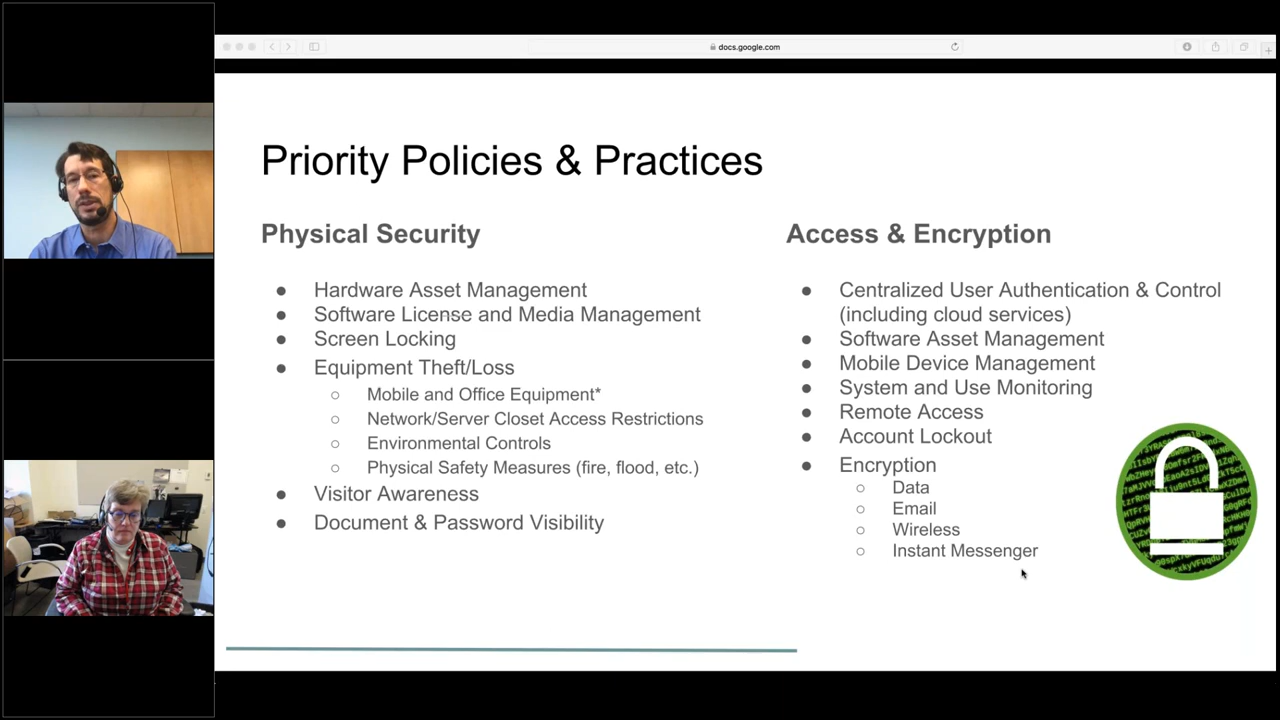 docs.google.com
Priority Policies & Practices
Physical Security
● Hardware Asset Management
● Software License and Media Management
● Screen Locking
● Equipment Theft/Loss
○ Mobile and Office Equipment*
○ Network/Server Closet Access Restrictions
○ Environmental Controls
○ Physical Safety Measures (fire, flood, etc.)
● Visitor Awareness
● Document & Password Visibility
Access & Encryption
● Centralized User Authentication & Control
(including cloud services)
● Software Asset Management
● Mobile Device Management
● System and Use Monitoring
● Remote Access
● Account Lockout
● Encryption
○ Data
○ Email
○ Wireless
○ Instant Messenger